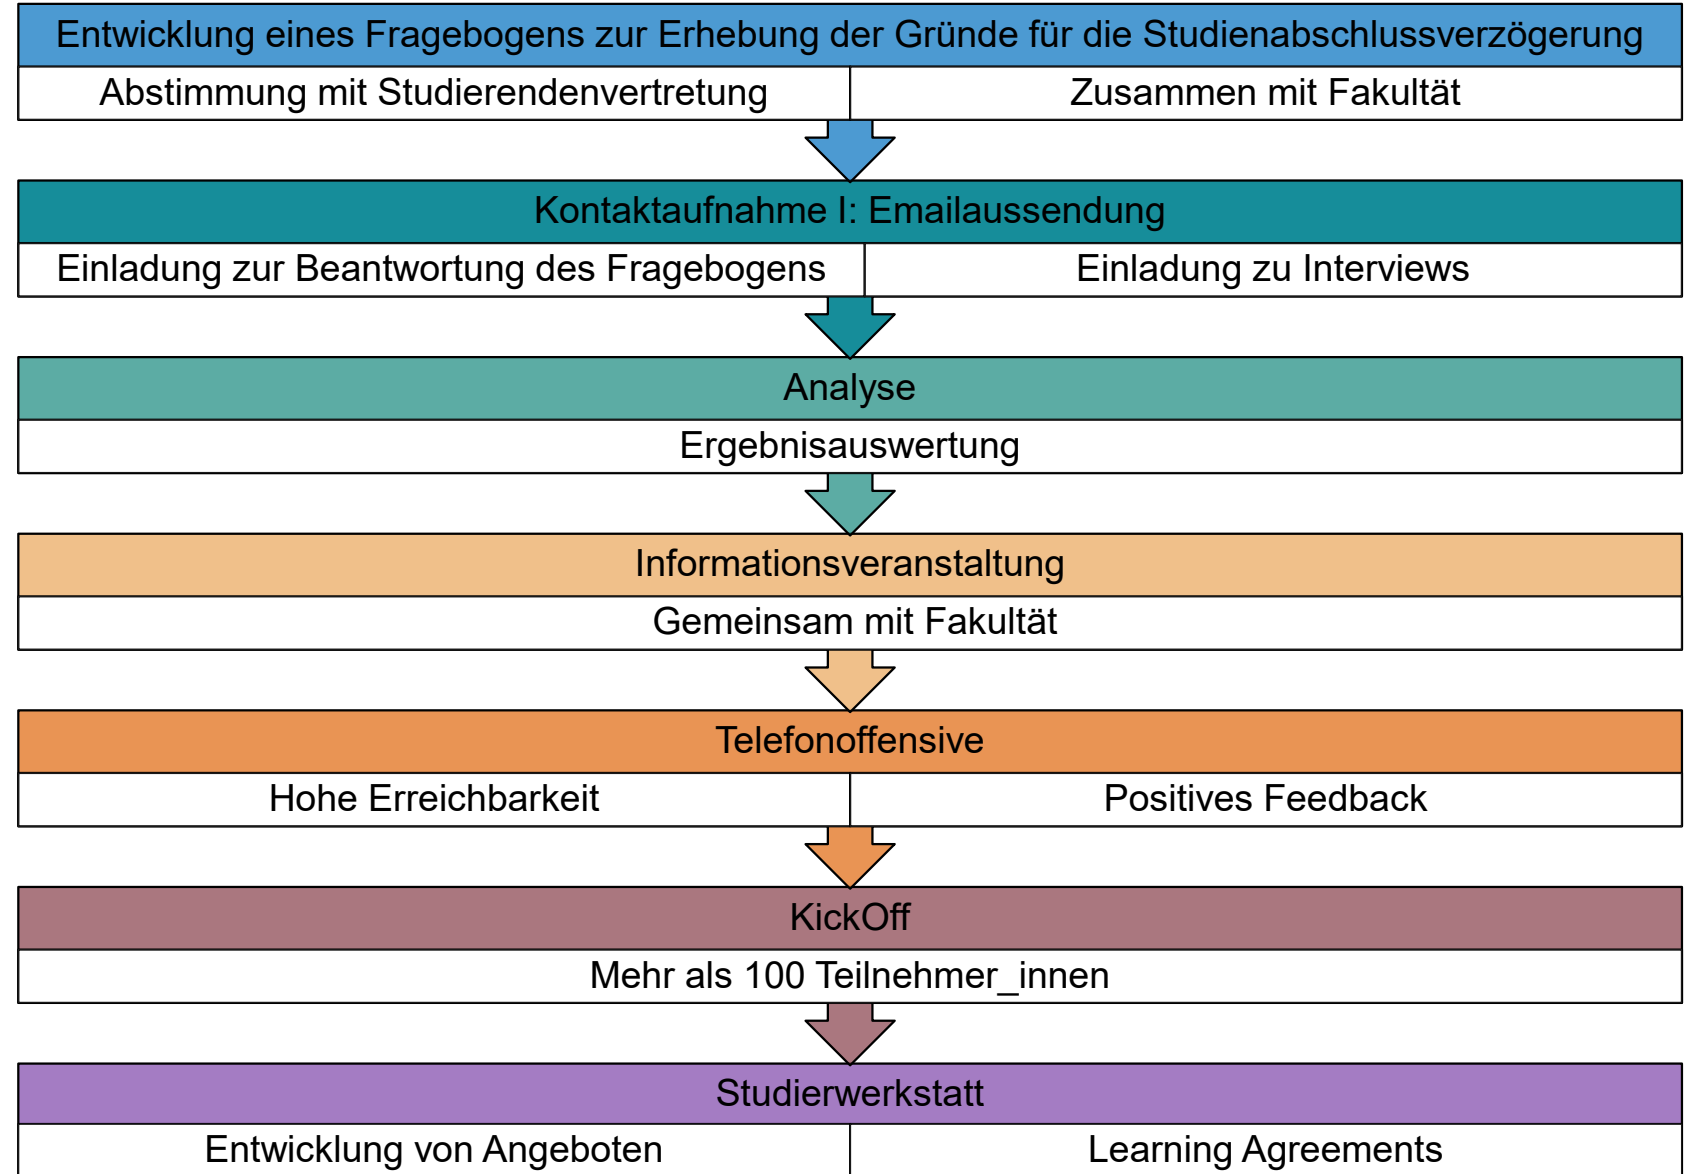 Entwicklung eines Fragebogens zur Erhebung der Gründe für die Studienabschlussverzögerung
Abstimmung mit Studierendenvertretung
Zusammen mit Fakultät
Kontaktaufnahme I: Emailaussendung
Einladung zur Beantwortung des Fragebogens
Einladung zu Interviews
Analyse
Ergebnisauswertung
Informationsveranstaltung
Gemeinsam mit Fakultät
Telefonoffensive
Hohe Erreichbarkeit
Positives Feedback
KickOff
Mehr als 100 Teilnehmer_innen
Studierwerkstatt
Entwicklung von Angeboten
Learning Agreements